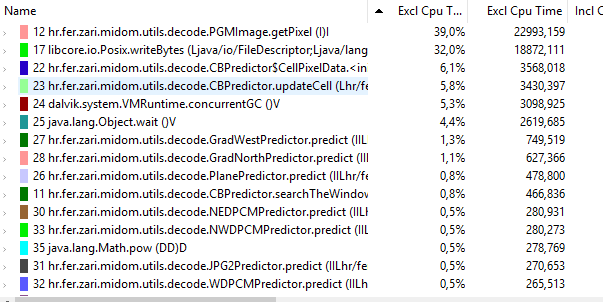 Name Excl Cpu T... Excl Cpu Time Incl C
12 hr.fer.zari.midom.utils.decode.PGMImage.getPixel (I)I 39,0% 22993,159
17 libcore.io.Posix.writeBytes (Ljava/io/FileDescriptor;Ljava/lang 32,0% 18872,111
22 hr.fer.zari.midom.utils.decode.CBPredictor$CellPixelData.<in 6,1% 3568,018
23 hr.fer.zari.midom.utils.decode.CBPredictor.updateCell (Lhr/fe 5,8% 3430,397
24 dalvik.system.VMRuntime.concurrentGC ()V 5,3% 3098,925
25 java.lang.Object.wait ()V 4,4% 2619,685
27 hr.fer.zari.midom.utils.decode.GradWestPredictor.predict (IIL 1,3% 749,519
28 hr.fer.zari.midom.utils.decode.GradNorthPredictor.predict (II 1,1% 627,366
26 hr.fer.zari.midom.utils.decode.PlanePredictor.predict (IILhr/ 0,8% 478,800
11 hr.fer.zari.midom.utils.decode.CBPredictor.searchTheWindow 0,8% 466,836
30 hr.fer.zari.midom.utils.decode.NEDPCMPredictor.predict (IILh 0,5% 280,931
33 hr.fer.zari.midom.utils.decode.NWDPCMPredictor.predict (IIL 0,5% 280,273
35 java.lang.Math.pow (DD)D 0,5% 278,769
31 hr.fer.zari.midom.utils.decode.JPG2Predictor.predict (IILhr/fe 0,5% 270,653
32 hr.fer.zari.midom.utils.decode.WDPCMPredictor.predict (IILh 0,5% 265,513